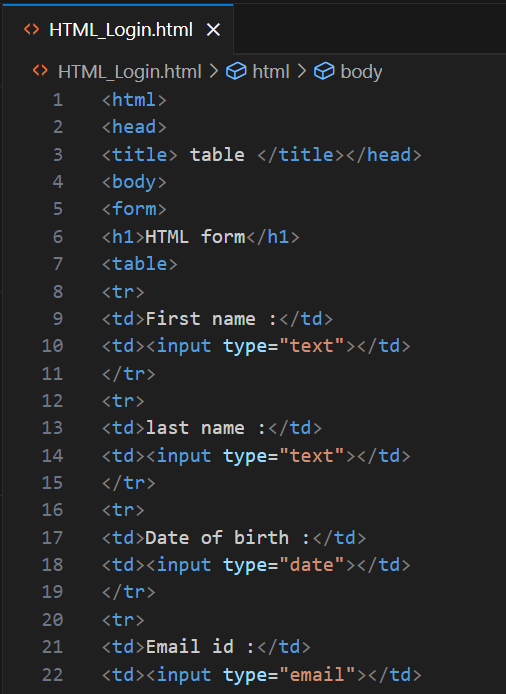 HTML_Login.html
HTML_Login.html > html > body
1 <html>
2 <head>
3 <title> table </title></head>
4 <body>
5 <form>
6 <h1>HTML form</h1>
7 <table>
8 <tr>
9 <td>First name :</td>
10 <td><input type="text"></td>
11 </tr>
12 <tr>
13 <td>last name :</td>
14 <td><input type="text"></td>
15 </tr>
16 <tr>
17 <td>Date of birth :</td>
18 <td><input type="date"></td>
19 </tr>
20 <tr>
21 <td>Email id :</td>
22 <td><input type="email"></td>